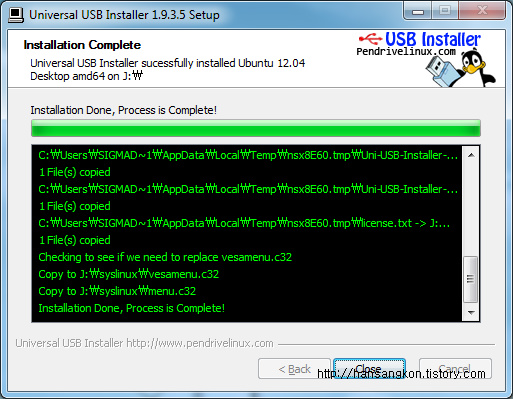 Universal USB Installer 1.9.3.5 Setup
Installation Complete
Universal USB Installer sucessfully installed Ubuntu 12.04
Desktop amd64 on J:₩
USB Installer
Pendrivelinux.com
Installation Done, Process is Complete!
C:₩Users₩SIGMAD~1₩AppData₩Local₩Temp₩nsx8E60.tmp₩Uni-USB-Installer-...
1 File(s) copied
C:₩Users₩SIGMAD~1₩AppData₩Local₩Temp₩nsx8E60.tmp₩Uni-USB-Installer-...
1 File(s) copied
C:₩Users₩SIGMAD~1₩AppData₩Local₩Temp₩nsx8E60.tmp₩license.txt -> J:...
1 File(s) copied
Checking to see if we need to replace vesamenu.c32
Copy to J:₩syslinux₩vesamenu.c32
Copy to J:₩syslinux₩menu.c32
Installation Done, Process is Complete!
Universal USB Installer http://www.pendrivelinux.com
< Back Close Cancel
http://hansangkon.tistory.com